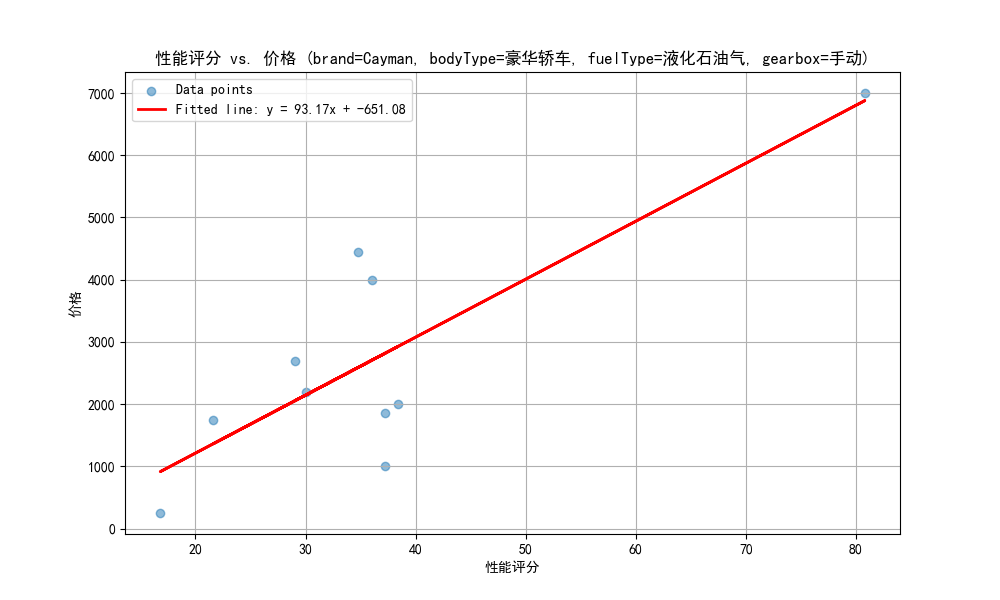 性能评分 vs. 价格 (brand=Cayman, bodyType=豪华轿车, fuelType=液化石油气, gearbox=手动)
Data points
Fitted line: y = 93.17x + -651.08
价格
7000
6000
5000
4000
3000
2000
1000
0
20 30 40 50 60 70 80
性能评分